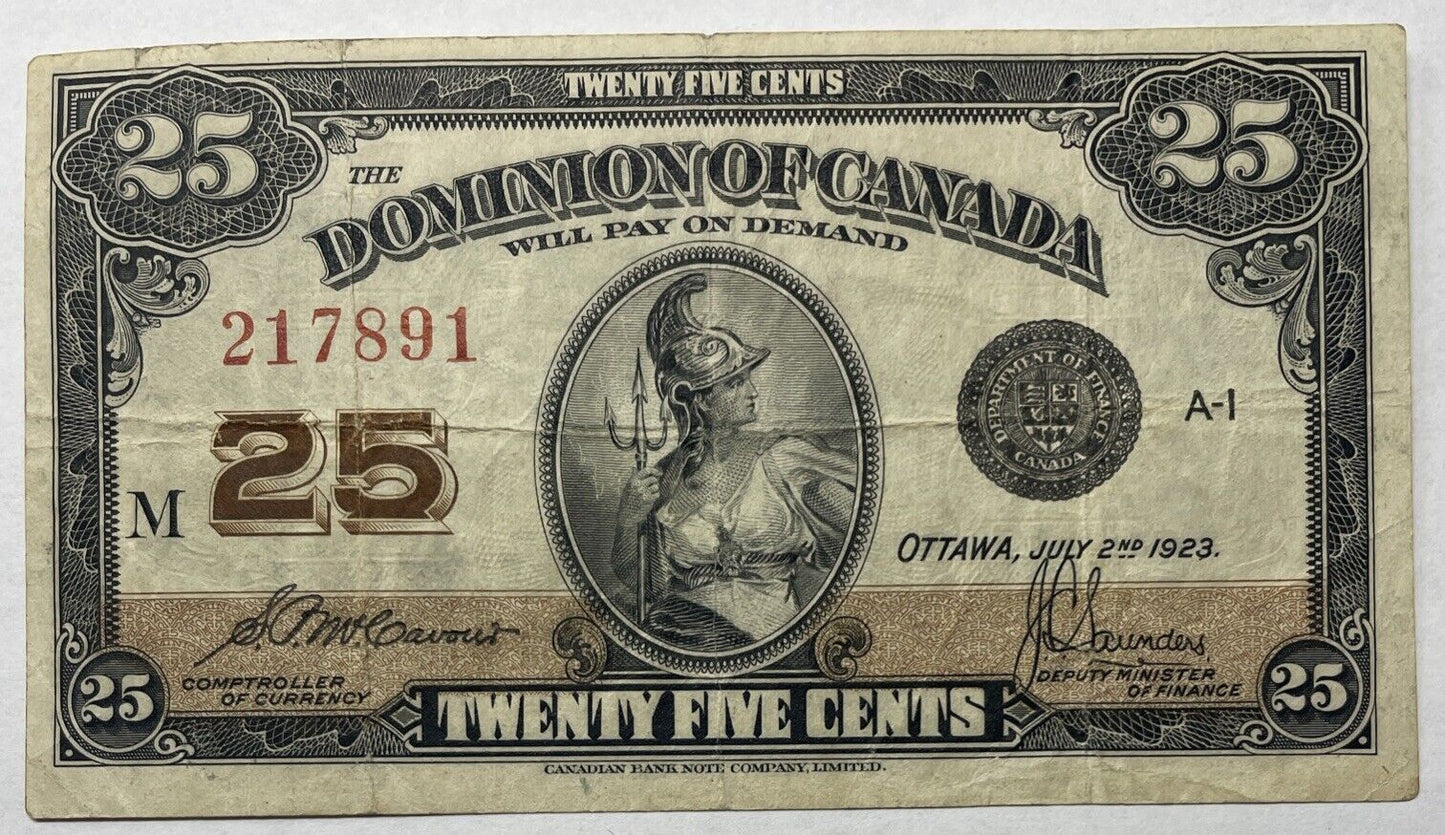 TWENTY FIVE CENTS
25
25
THE
DOMINION OF CANADA
WILL PAY ON DEMAND
217891
DEPARTMENT OF FINANCE
CANADA
A-1
25
M
OTTAWA, JULY 2ND 1923.
S.P. McCavour
J.C. Saunders
COMPTROLLER
OF CURRENCY
DEPUTY MINISTER
OF FINANCE
25
25
TWENTY FIVE CENTS
CANADIAN BANK NOTE COMPANY, LIMITED.